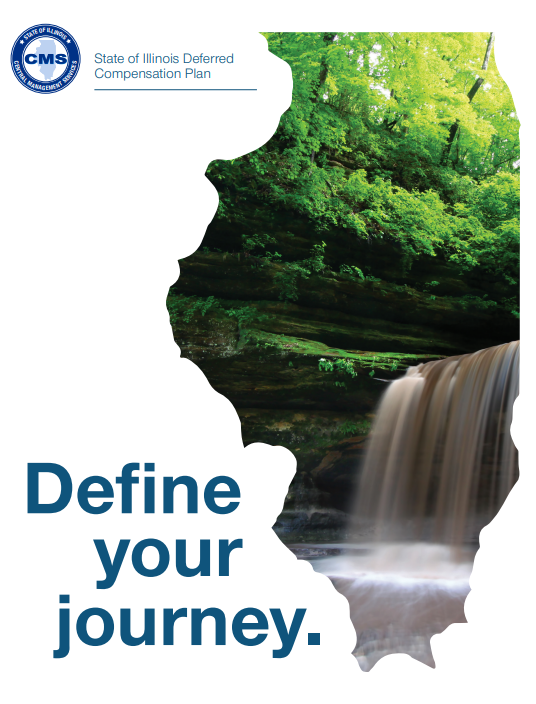 STATE OF ILLINOIS
CMS
CENTRAL MANAGEMENT SERVICES
State of Illinois Deferred
Compensation Plan
Define
your
journey.